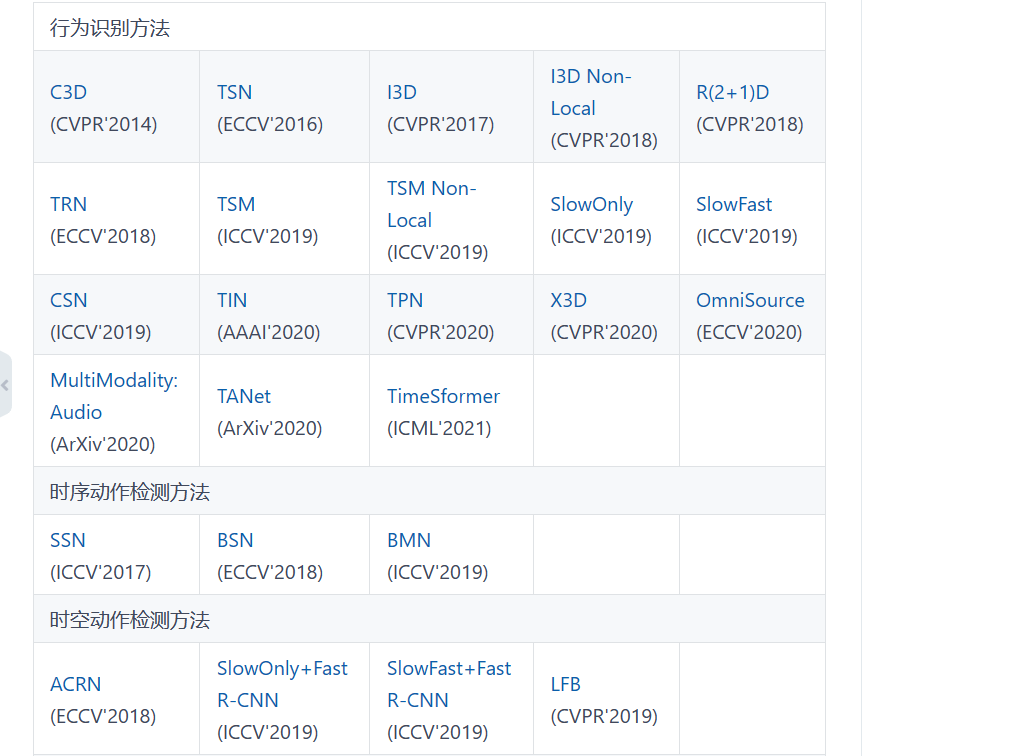 行为识别方法
C3D
(CVPR'2014)
TSN
(ECCV'2016)
I3D
(CVPR'2017)
I3D Non-
Local
(CVPR'2018)
R(2+1)D
(CVPR'2018)
TRN
(ECCV'2018)
TSM
(ICCV'2019)
TSM Non-
Local
(ICCV'2019)
SlowOnly
(ICCV'2019)
SlowFast
(ICCV'2019)
CSN
(ICCV'2019)
TIN
(AAAI'2020)
TPN
(CVPR'2020)
X3D
(CVPR'2020)
OmniSource
(ECCV'2020)
MultiModality:
Audio
(ArXiv'2020)
TANet
(ArXiv'2020)
TimeSformer
(ICML'2021)
时序动作检测方法
SSN
(ICCV'2017)
BSN
(ECCV'2018)
BMN
(ICCV'2019)
时空动作检测方法
ACRN
(ECCV'2018)
SlowOnly+Fast
R-CNN
(ICCV'2019)
SlowFast+Fast
R-CNN
(ICCV'2019)
LFB
(CVPR'2019)